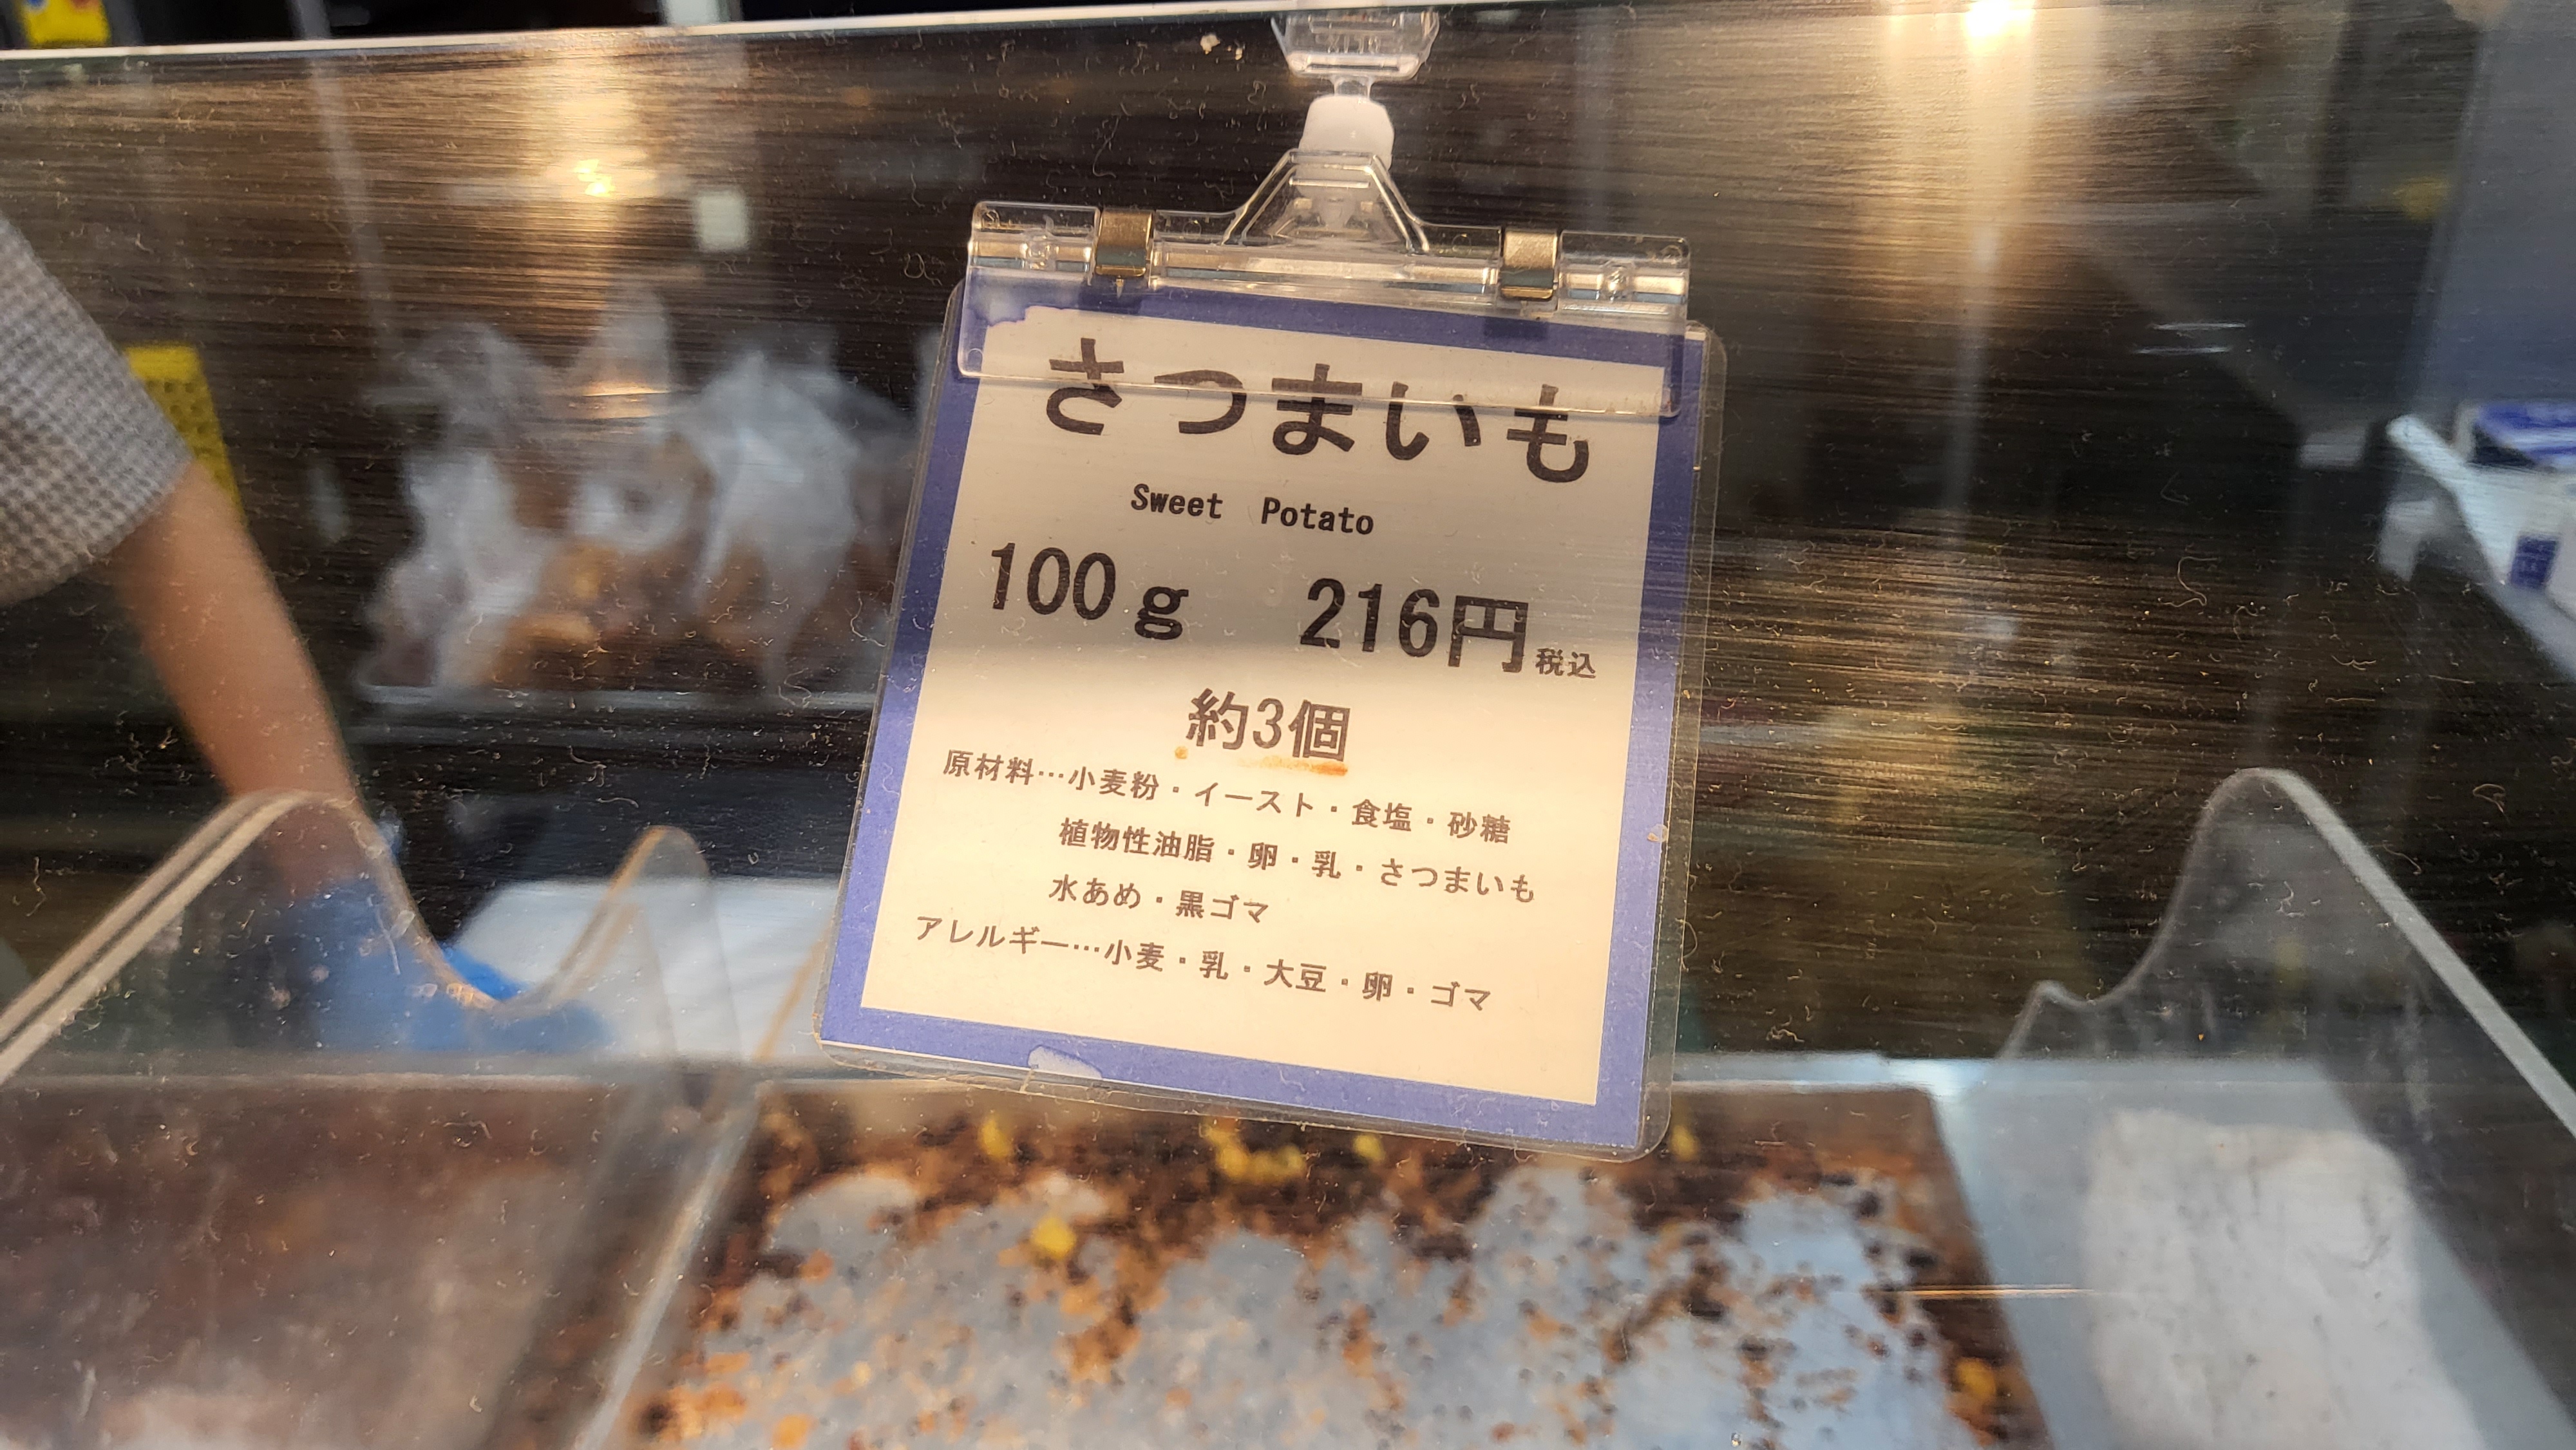 さつまいも
Sweet Potato
100g 216円税込
約3個
原材料…小麦粉・イースト・食塩・砂糖
植物性油脂・卵・乳・さつまいも
水あめ・黒ゴマ
アレルギー…小麦・乳・大豆・卵・ゴマ